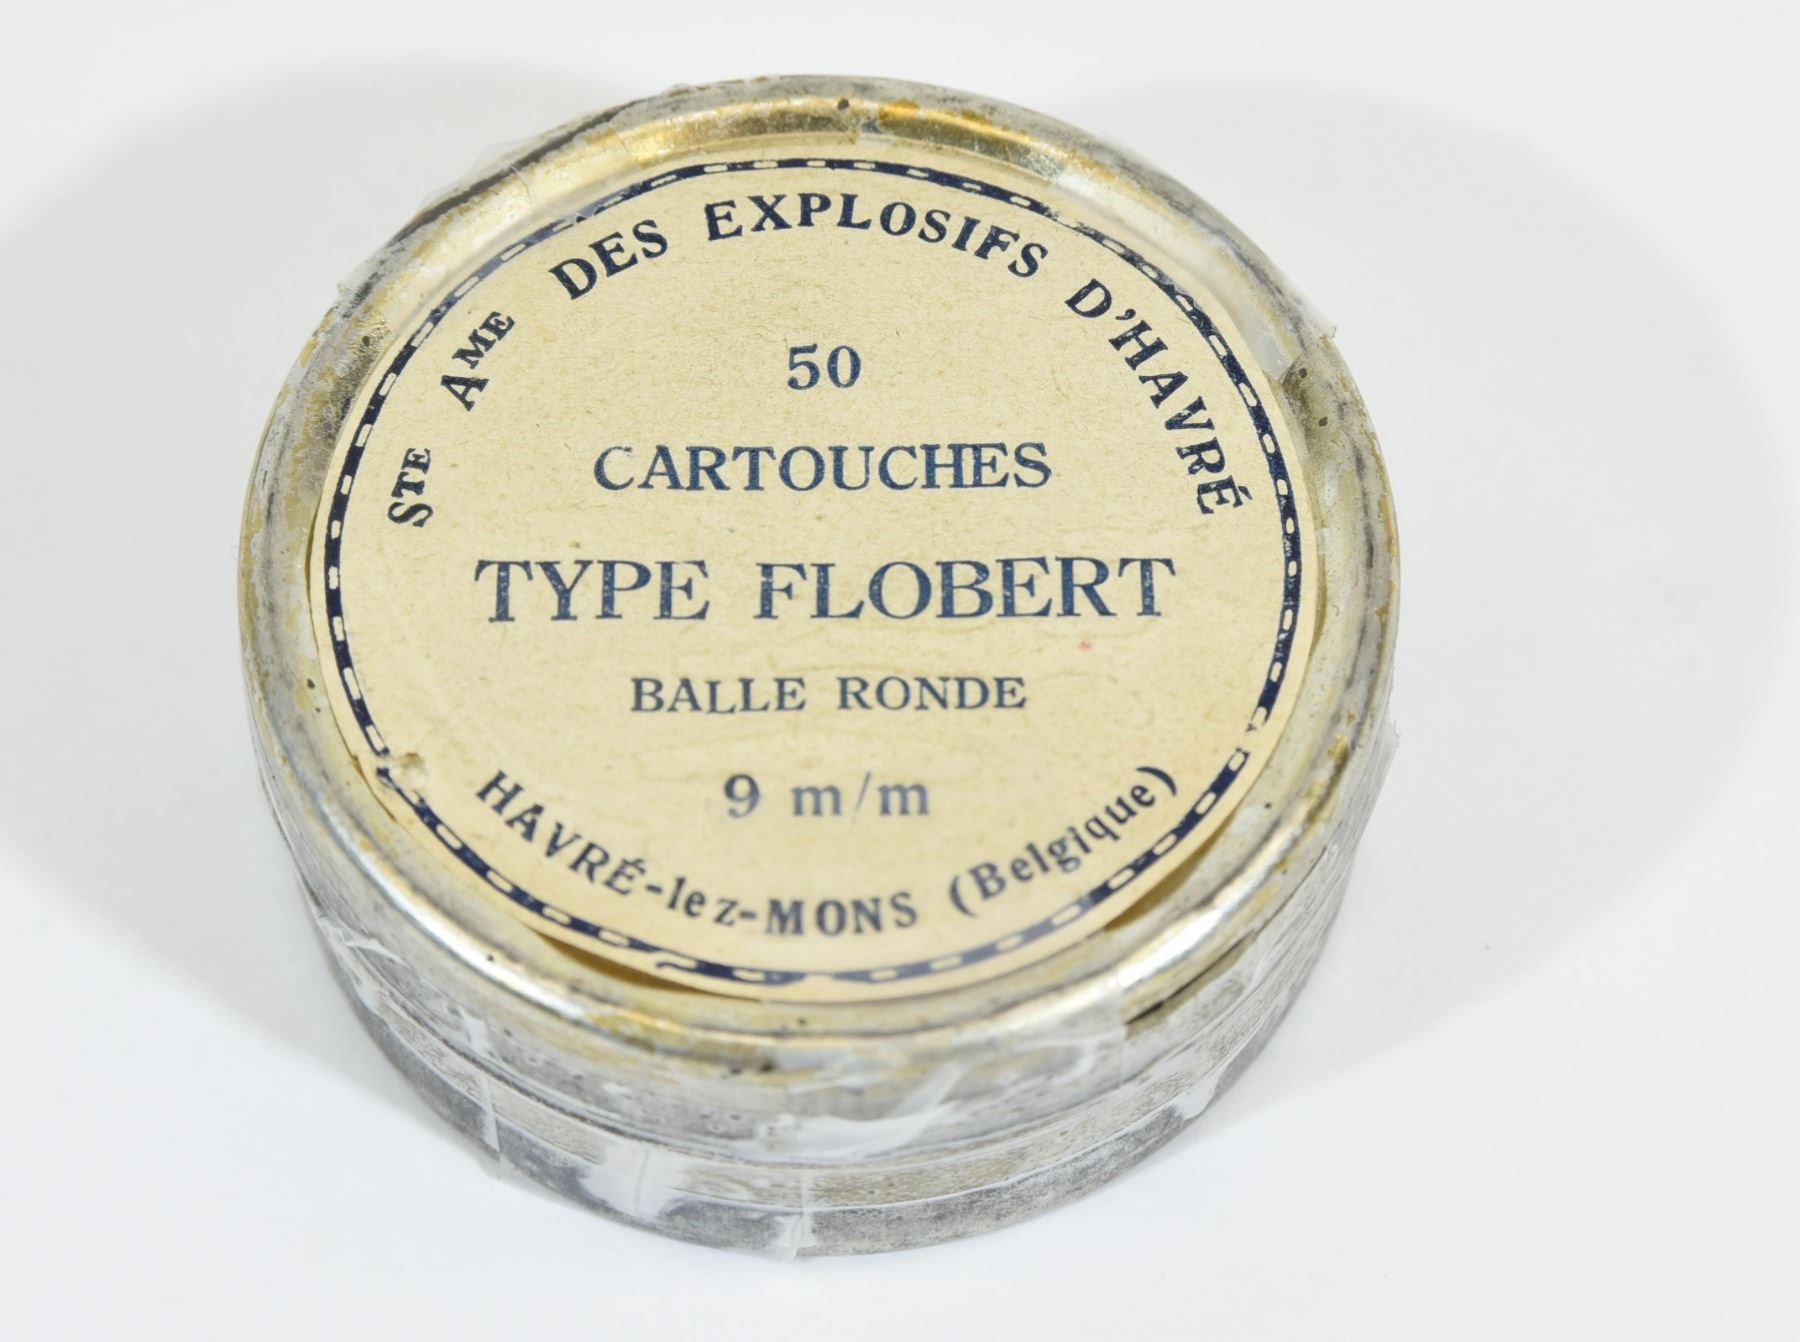 STE AME DES EXPLOSIFS D'HAVRÉ
50
CARTOUCHES
TYPE FLOBERT
BALLE RONDE
9 m/m
HAVRÉ-lez-MONS (Belgique)